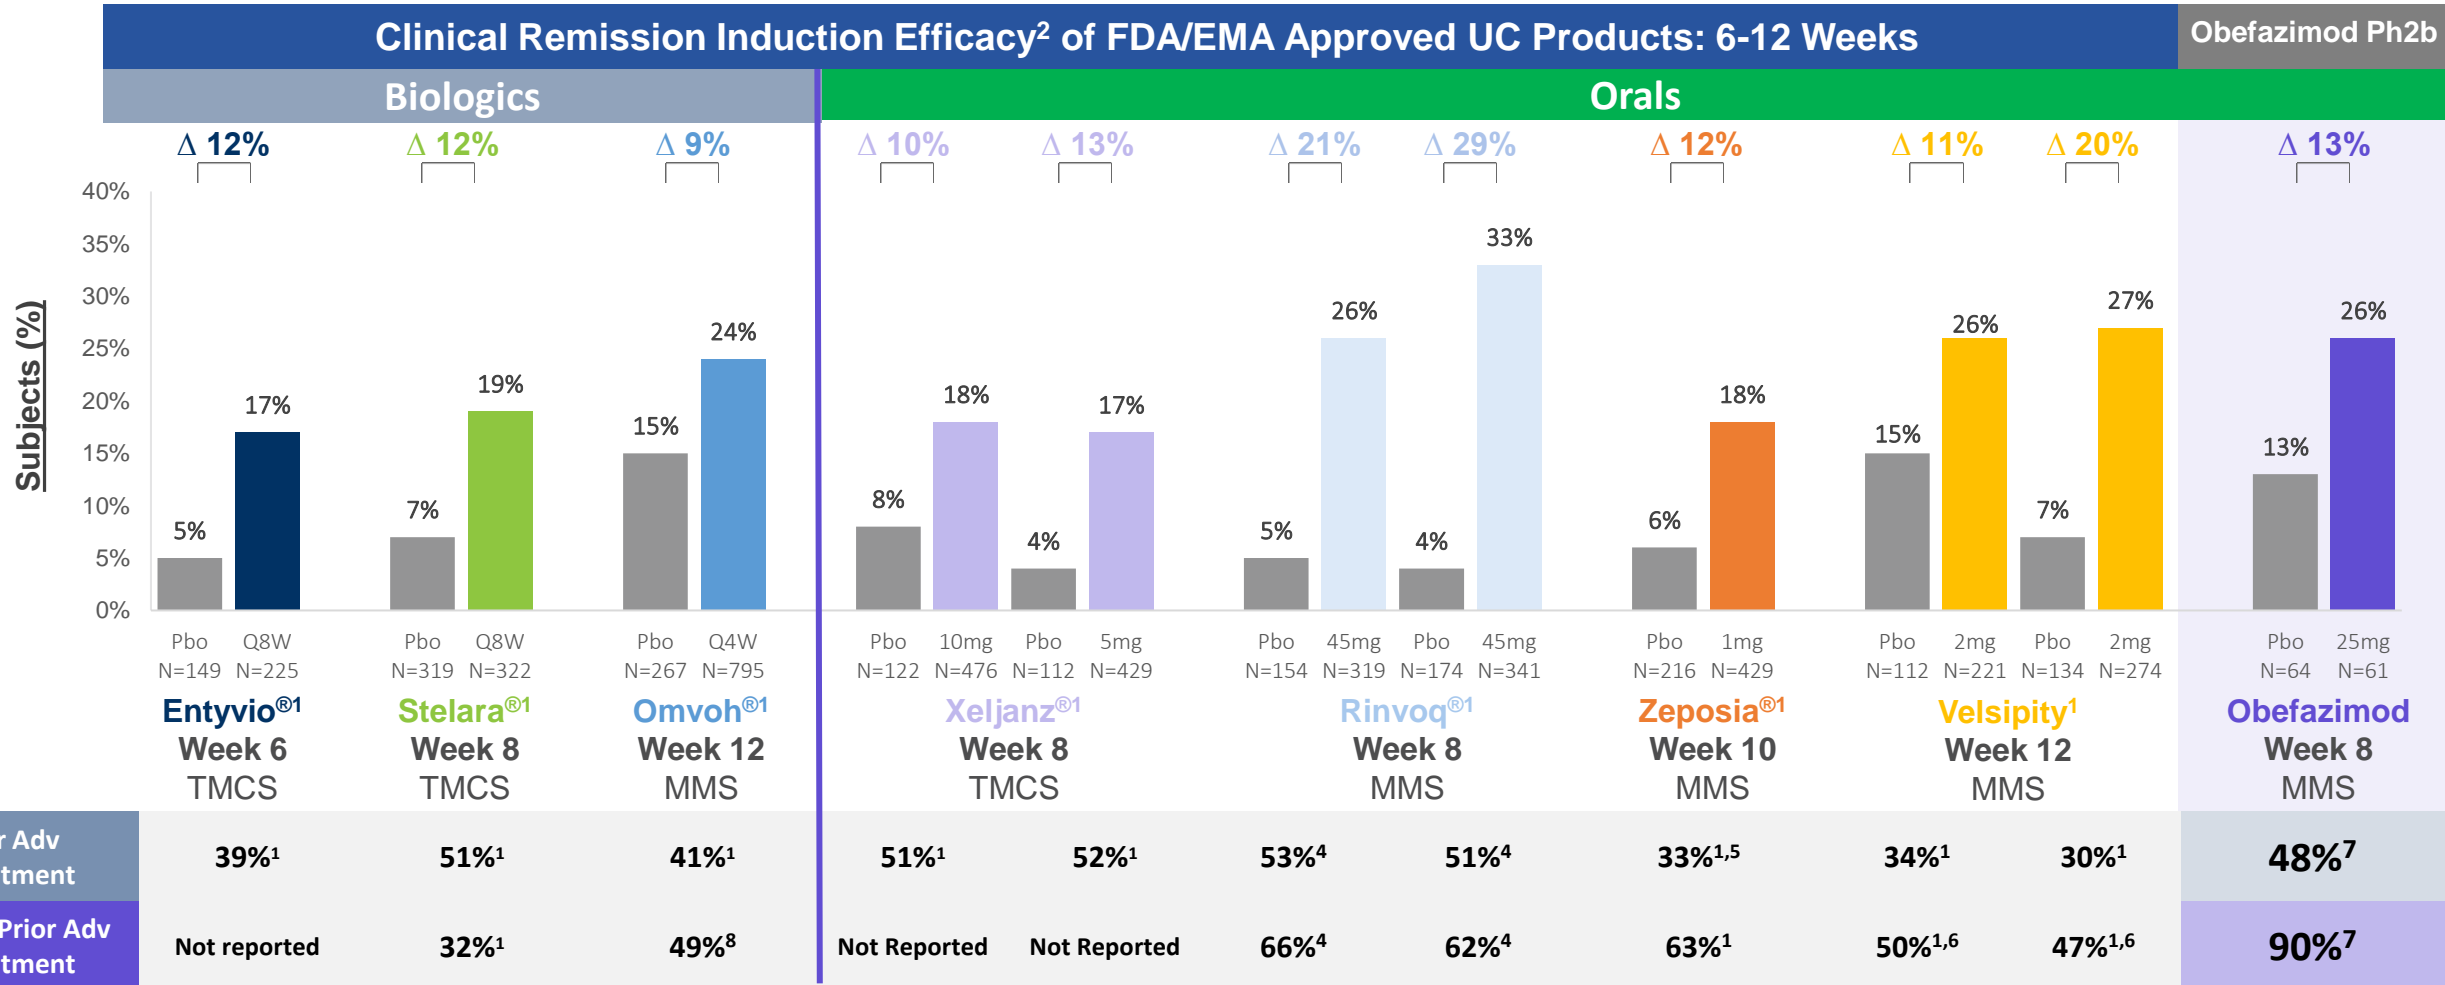 Clinical Remission Induction Efficacy² of FDA/EMA Approved UC Products: 6-12 Weeks
Obefazimod Ph2b
Biologics
Orals
Δ 12%
Δ 12%
Δ 9%
Δ 10%
Δ 13%
Δ 21%
Δ 29%
Δ 12%
Δ 11%
Δ 20%
Δ 13%
Subjects (%)
40%
35%
30%
25%
20%
15%
10%
5%
0%
5%
17%
7%
19%
15%
24%
8%
18%
4%
17%
5%
26%
4%
33%
6%
18%
15%
26%
7%
27%
13%
26%
Pbo Q8W Pbo Q8W Pbo Q4W Pbo 10mg Pbo 5mg Pbo 45mg Pbo 45mg Pbo 1mg Pbo 2mg Pbo 2mg Pbo 25mg
N=149 N=225 N=319 N=322 N=267 N=795 N=122 N=476 N=112 N=429 N=154 N=319 N=174 N=341 N=216 N=429 N=112 N=221 N=134 N=274 N=64 N=61
Entyvio®¹ Stelara®¹ Omvoh®¹ Xeljanz®¹ Rinvoq®¹ Zeposia®¹ Velsipity¹ Obefazimod
Week 6 Week 8 Week 12 Week 8 Week 8 Week 10 Week 12 Week 8
TMCS TMCS MMS TMCS MMS MMS MMS MMS
r Adv
tment
39%¹ 51%¹ 41%¹ 51%¹ 52%¹ 53%⁴ 51%⁴ 33%¹,⁵ 34%¹ 30%¹ 48%⁷
Prior Adv
tment
Not reported 32%¹ 49%⁸ Not Reported Not Reported 66%⁴ 62%⁴ 63%¹ 50%¹,⁶ 47%¹,⁶ 90%⁷